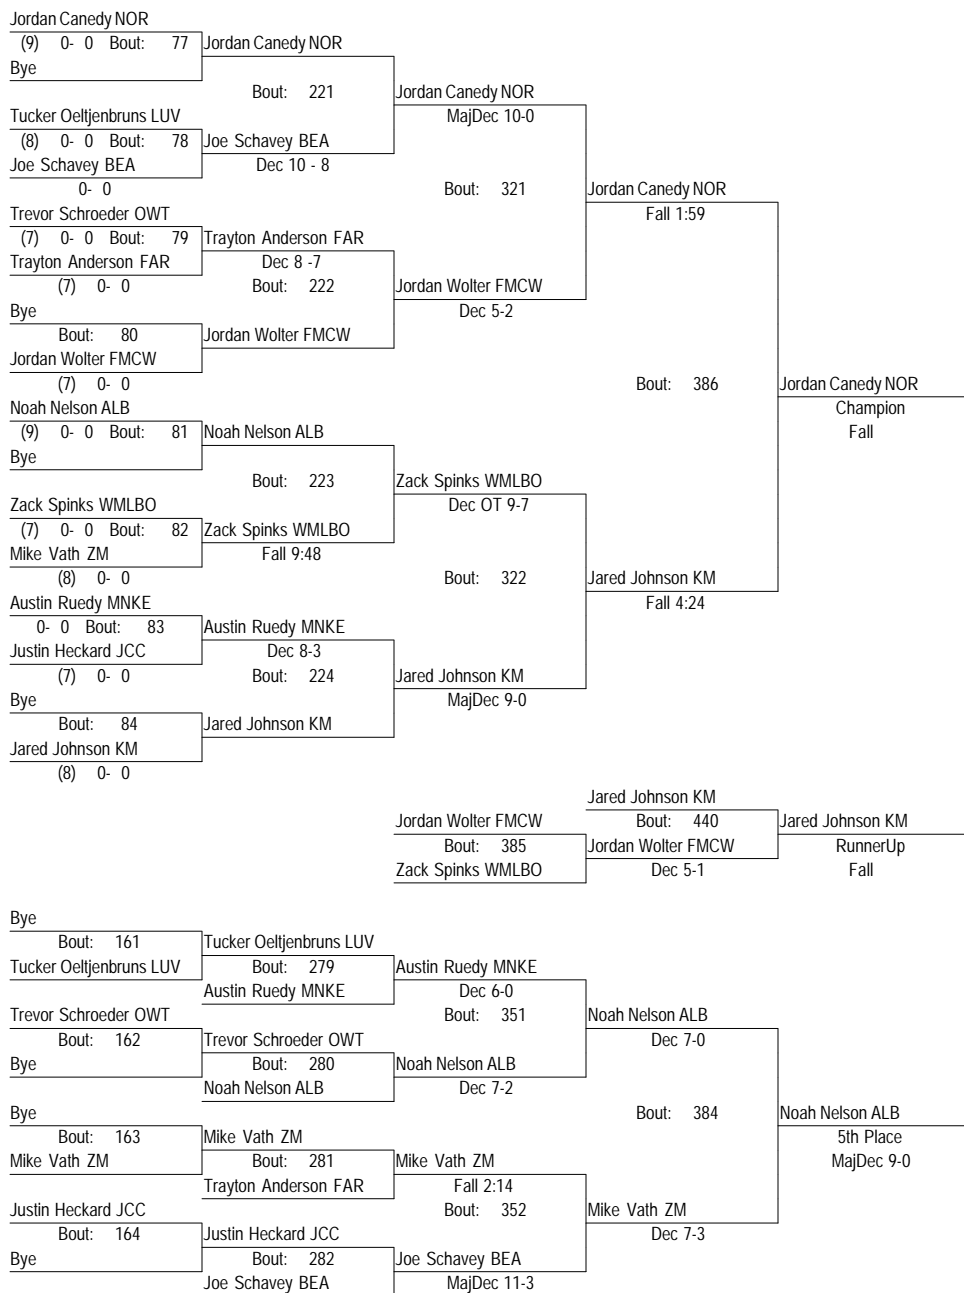 Jordan Canedy NOR
(9) 0- 0 Bout: 77 Jordan Canedy NOR
Bye
Bout: 221 Jordan Canedy NOR
Tucker Oeltjenbruns LUV MajDec 10-0
(8) 0- 0 Bout: 78 Joe Schavey BEA
Joe Schavey BEA Dec 10 - 8
0- 0 Bout: 321 Jordan Canedy NOR
Trevor Schroeder OWT Fall 1:59
(7) 0- 0 Bout: 79 Trayton Anderson FAR
Trayton Anderson FAR Dec 8 -7
(7) 0- 0 Bout: 222 Jordan Wolter FMCW
Bye Dec 5-2
Bout: 80 Jordan Wolter FMCW
Jordan Wolter FMCW
(7) 0- 0 Bout: 386 Jordan Canedy NOR
Noah Nelson ALB Champion
(9) 0- 0 Bout: 81 Noah Nelson ALB Fall
Bye
Bout: 223 Zack Spinks WMLBO
Zack Spinks WMLBO Dec OT 9-7
(7) 0- 0 Bout: 82 Zack Spinks WMLBO
Mike Vath ZM Fall 9:48
(8) 0- 0 Bout: 322 Jared Johnson KM
Austin Ruedy MNKE Fall 4:24
0- 0 Bout: 83 Austin Ruedy MNKE
Justin Heckard JCC Dec 8-3
(7) 0- 0 Bout: 224 Jared Johnson KM
Bye MajDec 9-0
Bout: 84 Jared Johnson KM
Jared Johnson KM
(8) 0- 0
Jared Johnson KM
Jordan Wolter FMCW Bout: 440 Jared Johnson KM
Bout: 385 Jordan Wolter FMCW RunnerUp
Zack Spinks WMLBO Dec 5-1 Fall
Bye
Bout: 161 Tucker Oeltjenbruns LUV
Tucker Oeltjenbruns LUV Bout: 279 Austin Ruedy MNKE
Austin Ruedy MNKE Dec 6-0
Trevor Schroeder OWT Bout: 351 Noah Nelson ALB
Bout: 162 Trevor Schroeder OWT Dec 7-0
Bye Bout: 280 Noah Nelson ALB
Noah Nelson ALB Dec 7-2
Bye Bout: 384 Noah Nelson ALB
Bout: 163 Mike Vath ZM 5th Place
Mike Vath ZM Bout: 281 Mike Vath ZM MajDec 9-0
Trayton Anderson FAR Fall 2:14
Justin Heckard JCC Bout: 352 Mike Vath ZM
Bout: 164 Justin Heckard JCC Dec 7-3
Bye Bout: 282 Joe Schavey BEA
Joe Schavey BEA MajDec 11-3